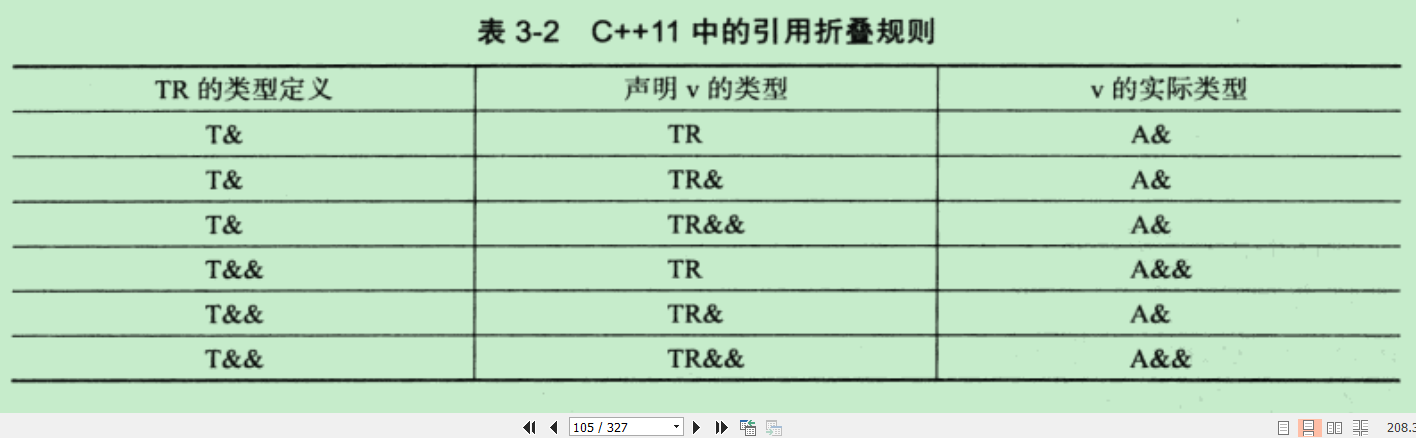 表 3-2 C++11 中的引用折叠规则
TR 的类型定义 声明 v 的类型 v 的实际类型
T& TR A&
T& TR& A&
T& TR&& A&
T&& TR A&&
T&& TR& A&
T&& TR&& A&&
105 / 327 208.3